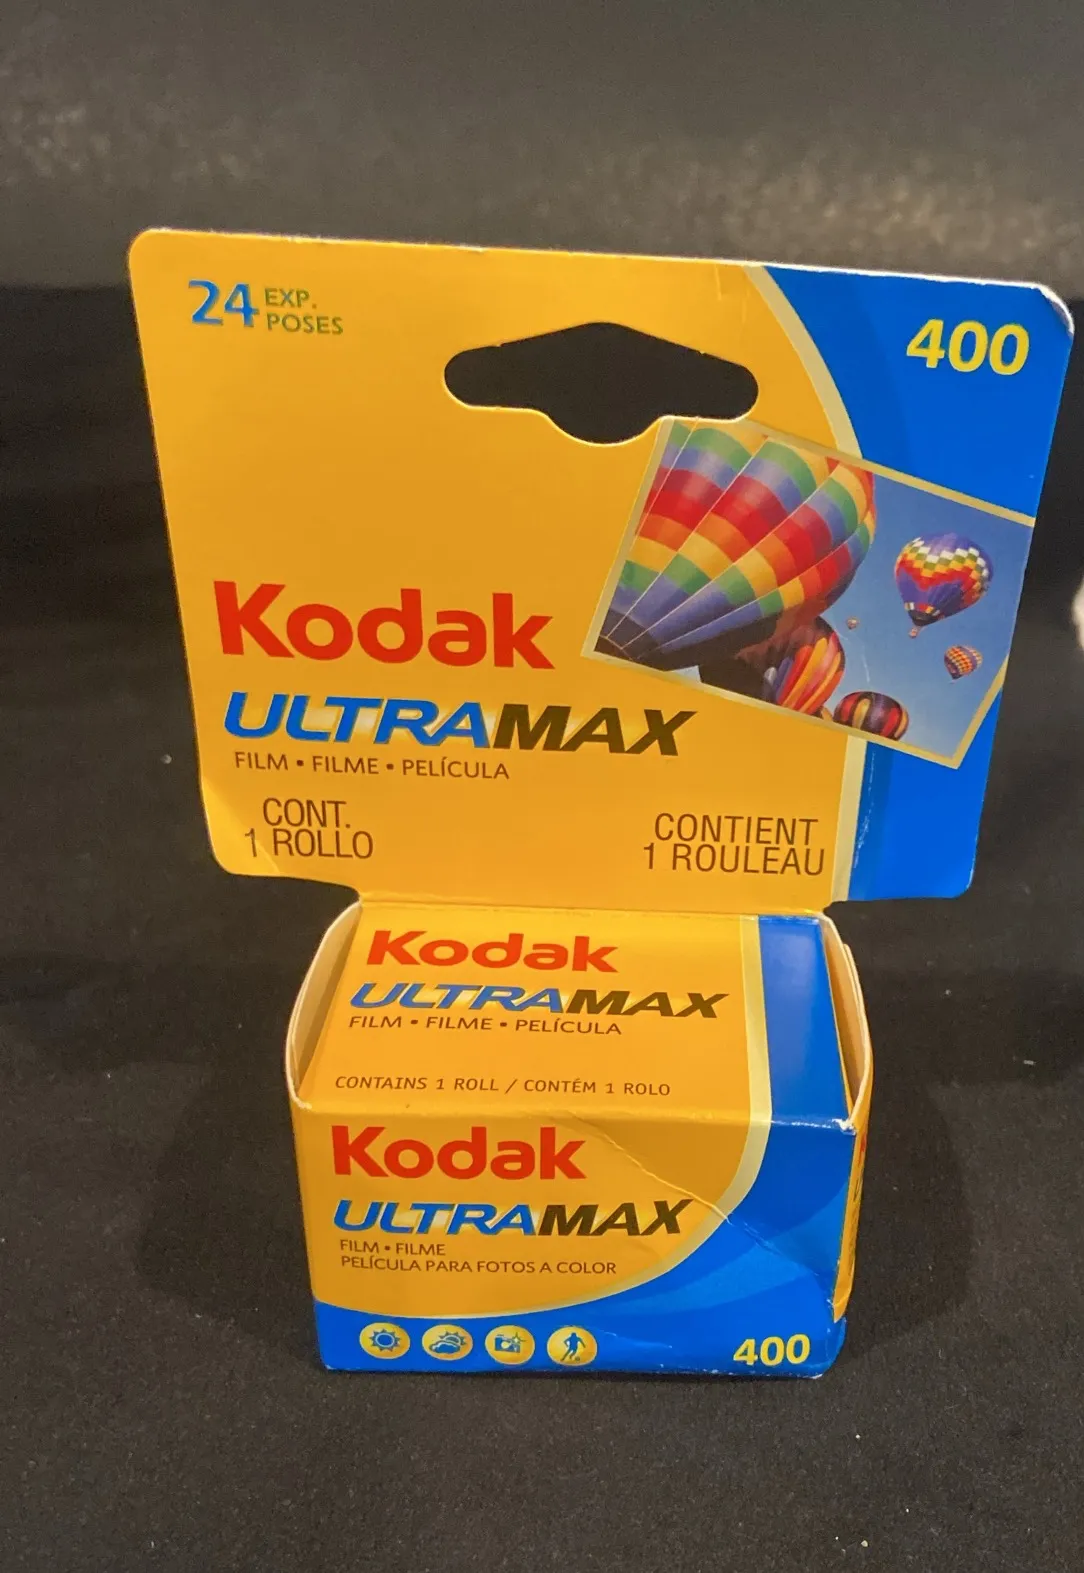 24 EXP.
POSES
400
Kodak
ULTRAMAX
FILM • FILME • PELÍCULA
CONT.
1 ROLLO
CONTIENT
1 ROULEAU
Kodak
ULTRAMAX
FILM • FILME • PELÍCULA
CONTAINS 1 ROLL / CONTÉM 1 ROLO
Kodak
ULTRAMAX
FILM • FILME
PELÍCULA PARA FOTOS A COLOR
400